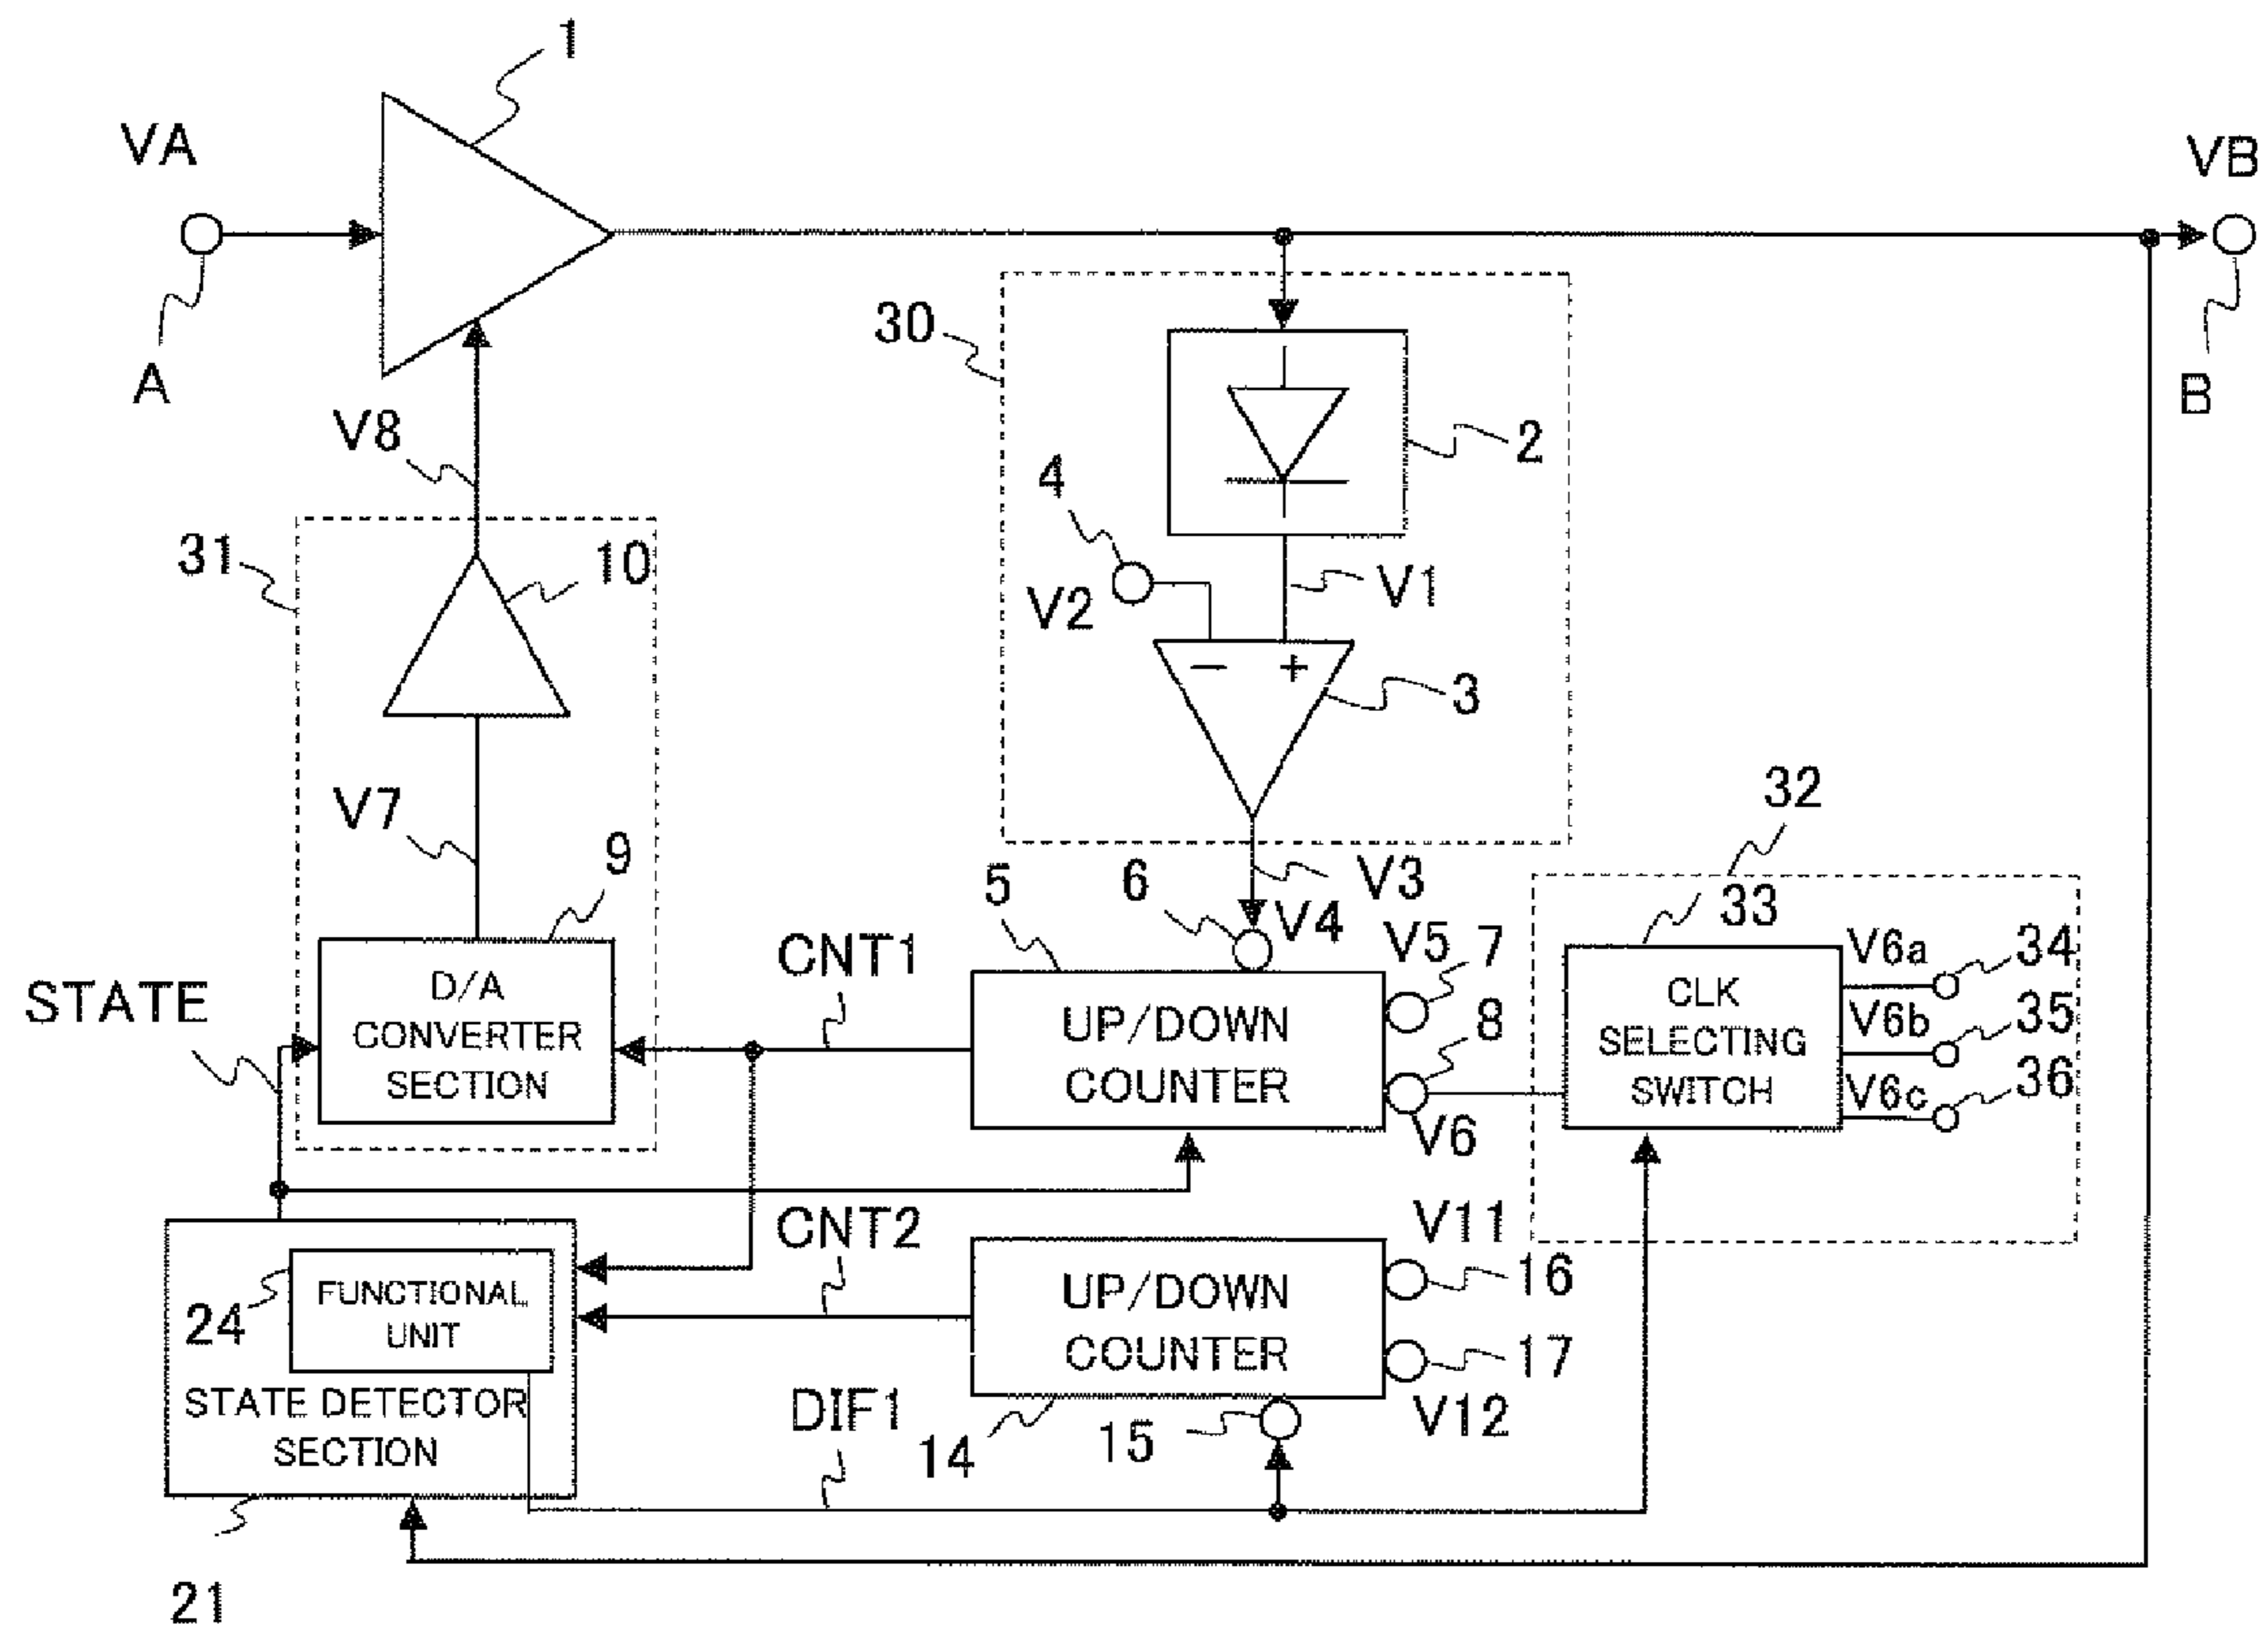 1
VA
VB
A
B
30
V8
2
4
31
10
V2
V1
3
V7
32
9
5
6
V3
33
V4
V5
7
V6a
34
CNT1
STATE
D/A
CONVERTER
SECTION
UP/DOWN
COUNTER
8
CLK
SELECTING
SWITCH
V6b
35
V6c
36
V6
CNT2
V11
24
FUNCTIONAL
UNIT
UP/DOWN
COUNTER
16
17
STATE DETECTOR
SECTION
DIF1
14
15
V12
21
− +